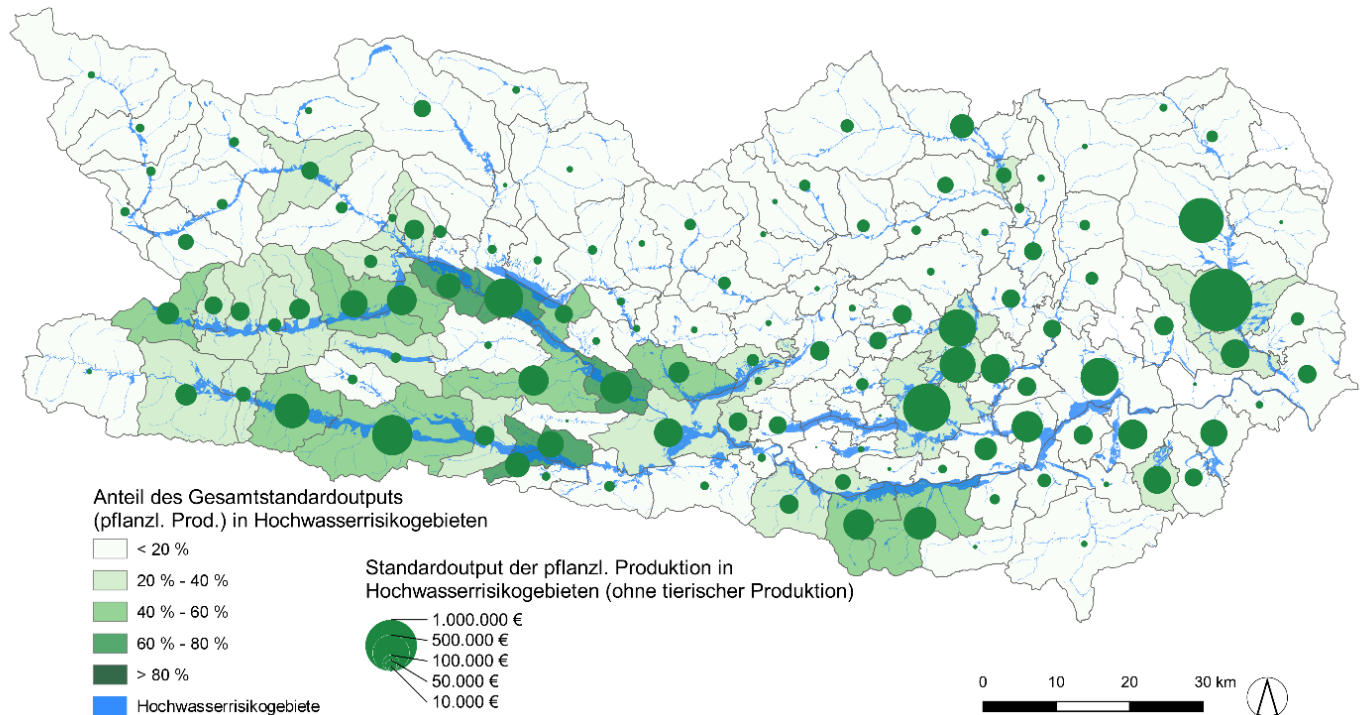 Anteil des Gesamtstandardoutputs
(pflanzl. Prod.) in Hochwasserrisikogebieten
< 20 %
20 % - 40 %
40 % - 60 %
60 % - 80 %
> 80 %
Hochwasserrisikogebiete
Standardoutput der pflanzl. Produktion in
Hochwasserrisikogebieten (ohne tierischer Produktion)
1.000.000 €
500.000 €
100.000 €
50.000 €
10.000 €
0 10 20 30 km